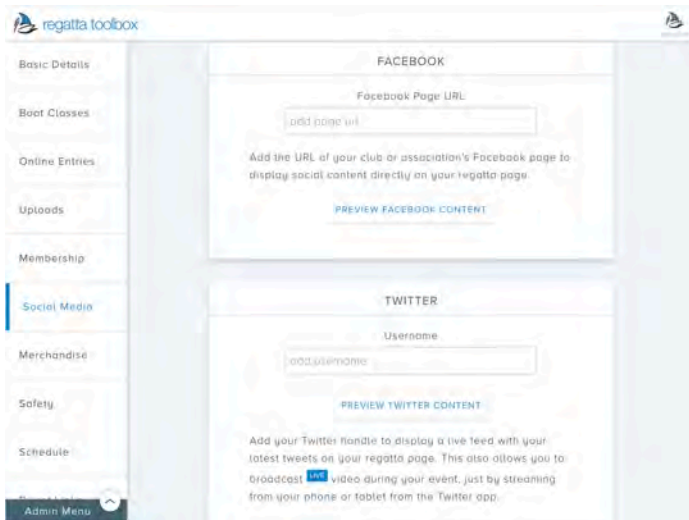 regatta toolbox
Basic Details
Boat Classes
Online Entries
Uploads
Membership
Social Media
Merchandise
Safety
Schedule
Admin Menu
FACEBOOK
Facebook Page URL
add page url
Add the URL of your club or association's Facebook page to
display social content directly on your regatta page.
PREVIEW FACEBOOK CONTENT
TWITTER
Username
add username
PREVIEW TWITTER CONTENT
Add your Twitter handle to display a live feed with your
latest tweets on your regatta page. This also allows you to
broadcast LIVE video during your event, just by streaming
from your phone or tablet from the Twitter app.